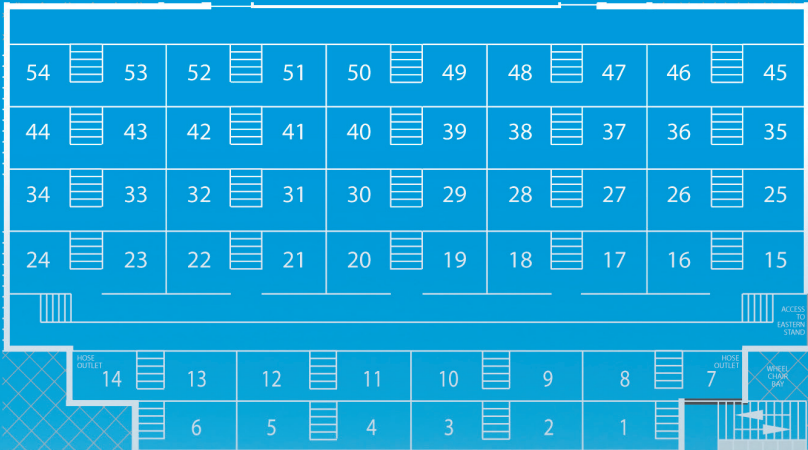 54 53 52 51 50 49 48 47 46 45
44 43 42 41 40 39 38 37 36 35
34 33 32 31 30 29 28 27 26 25
24 23 22 21 20 19 18 17 16 15
ACCESS
TO
EASTERN
STAND
HOSE
OUTLET
14 13 12 11 10 9 8 7
HOSE
OUTLET
WHEEL
CHAIR
BAY
6 5 4 3 2 1